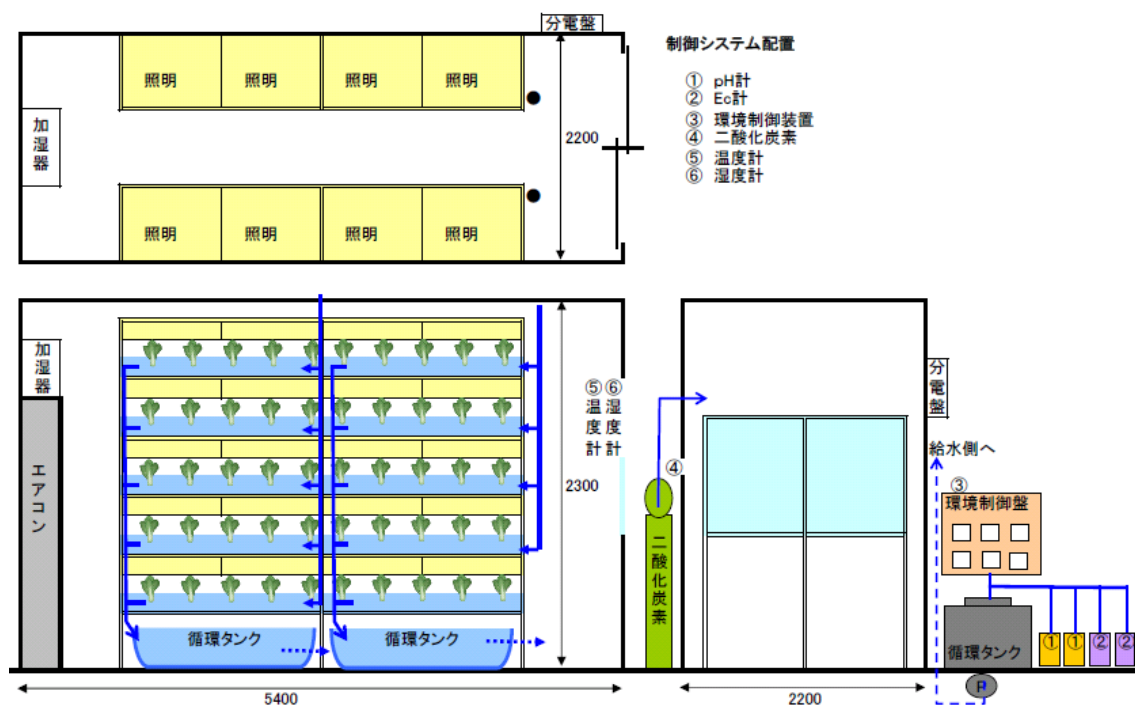 分電盤
照明
照明
照明
照明
加湿器
2200
照明
照明
照明
照明
制御システム配置
① pH計
② Ec計
③ 環境制御装置
④ 二酸化炭素
⑤ 温度計
⑥ 湿度計
加湿器
エアコン
循環タンク
循環タンク
⑤温度計
⑥湿度計
2300
5400
④
二酸化炭素
2200
分電盤
給水側へ
③
環境制御盤
循環タンク
①
①
②
②
P